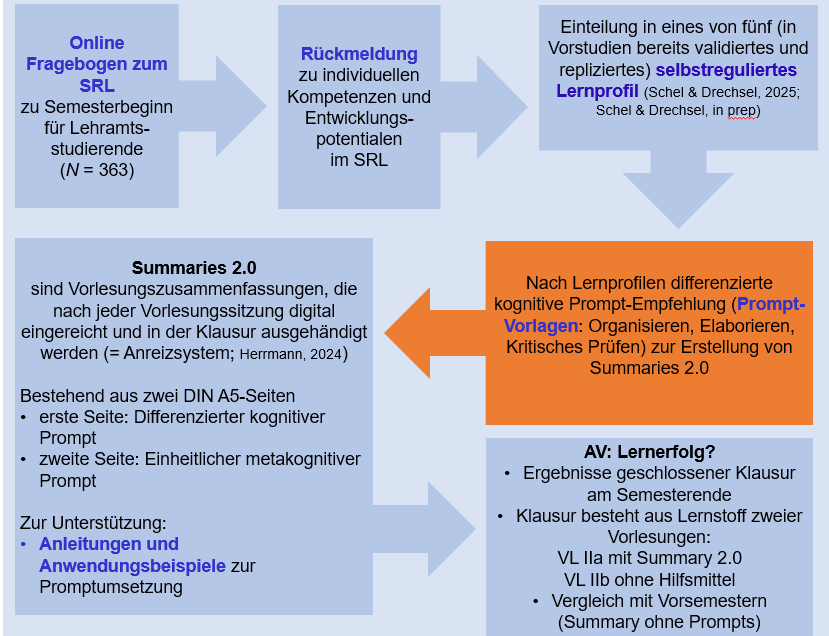 Online
Fragebogen zum
SRL
zu Semesterbeginn
für Lehramts-
studierende
(N = 363)
Rückmeldung
zu individuellen
Kompetenzen und
Entwicklungs-
potentialen
im SRL
Einteilung in eines von fünf (in
Vorstudien bereits validiertes und
repliziertes) selbstreguliertes
Lernprofil (Schel & Drechsel, 2025;
Schel & Drechsel, in prep)
Nach Lernprofilen differenzierte
kognitive Prompt-Empfehlung (Prompt-
Vorlagen: Organisieren, Elaborieren,
Kritisches Prüfen) zur Erstellung von
Summaries 2.0
Summaries 2.0
sind Vorlesungszusammenfassungen, die
nach jeder Vorlesungssitzung digital
eingereicht und in der Klausur ausgehändigt
werden (= Anreizsystem; Herrmann, 2024)
Bestehend aus zwei DIN A5-Seiten
• erste Seite: Differenzierter kognitiver
Prompt
• zweite Seite: Einheitlicher metakognitiver
Prompt
Zur Unterstützung:
• Anleitungen und
Anwendungsbeispiele zur
Promptumsetzung
AV: Lernerfolg?
• Ergebnisse geschlossener Klausur
am Semesterende
• Klausur besteht aus Lernstoff zweier
Vorlesungen:
VL IIa mit Summary 2.0
VL IIb ohne Hilfsmittel
• Vergleich mit Vorsemestern
(Summary ohne Prompts)